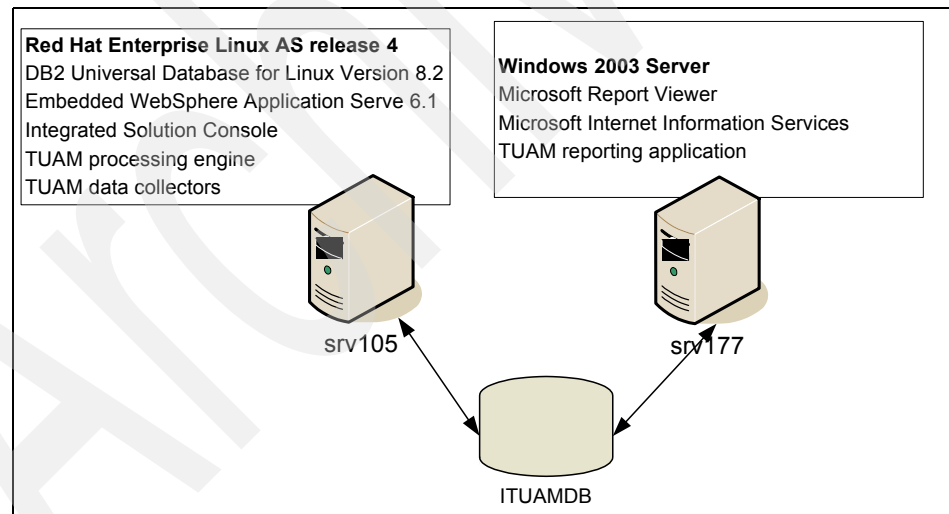 Red Hat Enterprise Linux AS release 4
DB2 Universal Database for Linux Version 8.2
Embedded WebSphere Application Serve 6.1
Integrated Solution Console
TUAM processing engine
TUAM data collectors
Windows 2003 Server
Microsoft Report Viewer
Microsoft Internet Information Services
TUAM reporting application
srv105
srv177
ITUAMDB